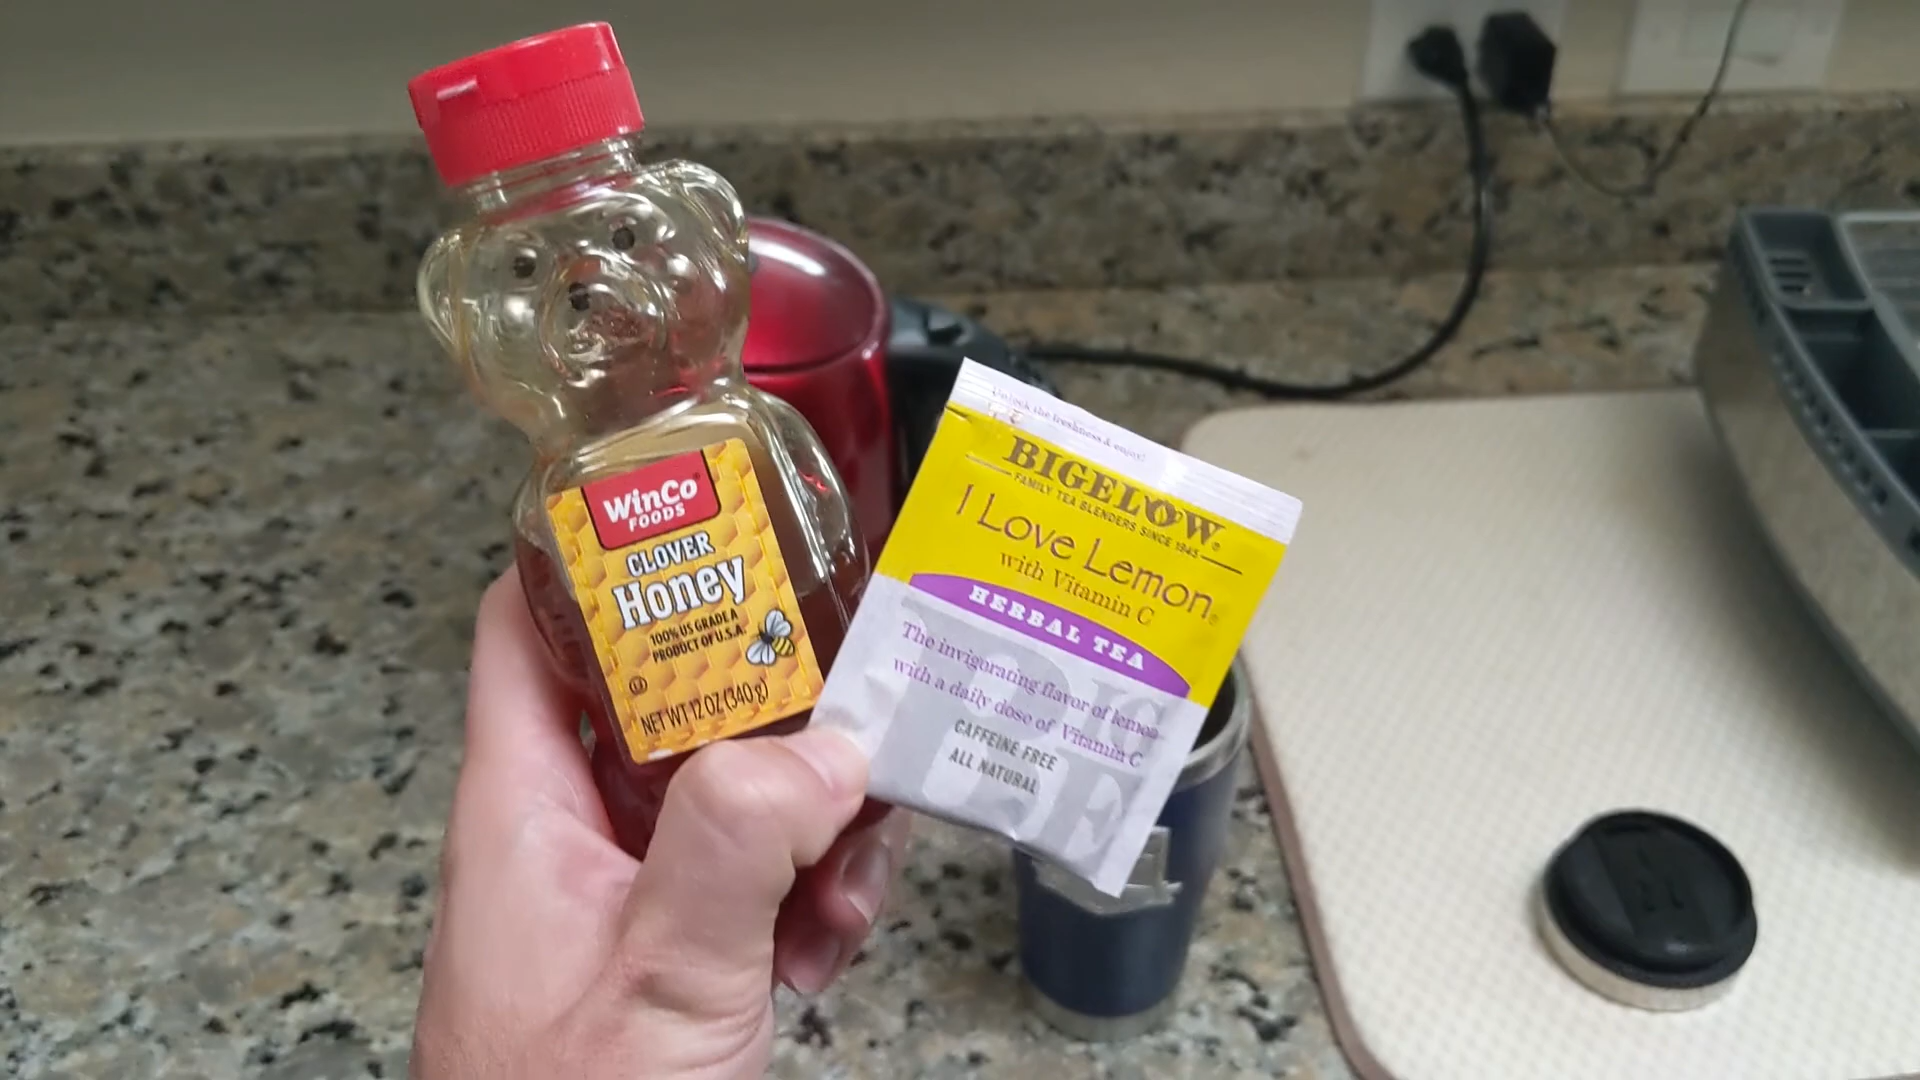 WinCo®
FOODS
CLOVER
Honey
100% US GRADE A
PRODUCT OF U.S.A.
NET WT 12 OZ (340 g)
Unlock the freshness & enjoy!
BIGELOW®
FAMILY TEA BLENDERS SINCE 1945
I Love Lemon®
with Vitamin C
HERBAL TEA
The invigorating flavor of lemon
with a daily dose of Vitamin C
CAFFEINE FREE
ALL NATURAL